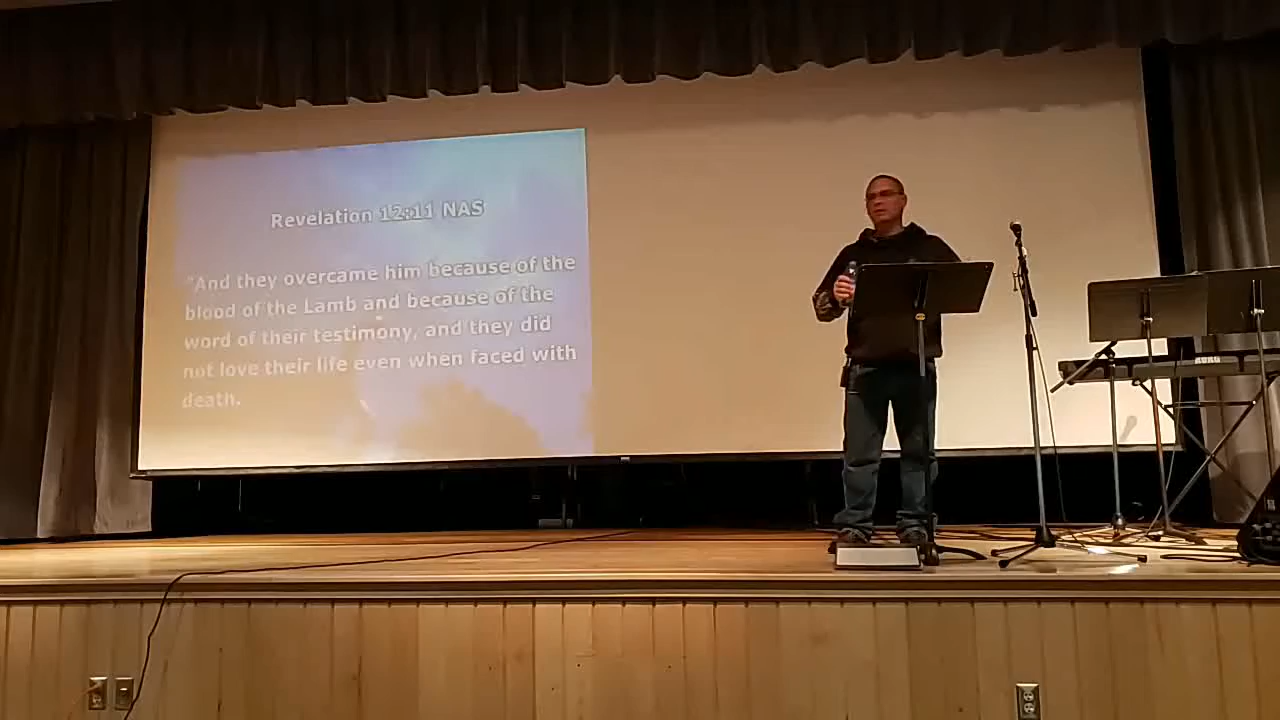 Revelation 12:11 NAS
"And they overcame him because of the
blood of the Lamb and because of the
word of their testimony, and they did
not love their life even when faced with
death.
KORG